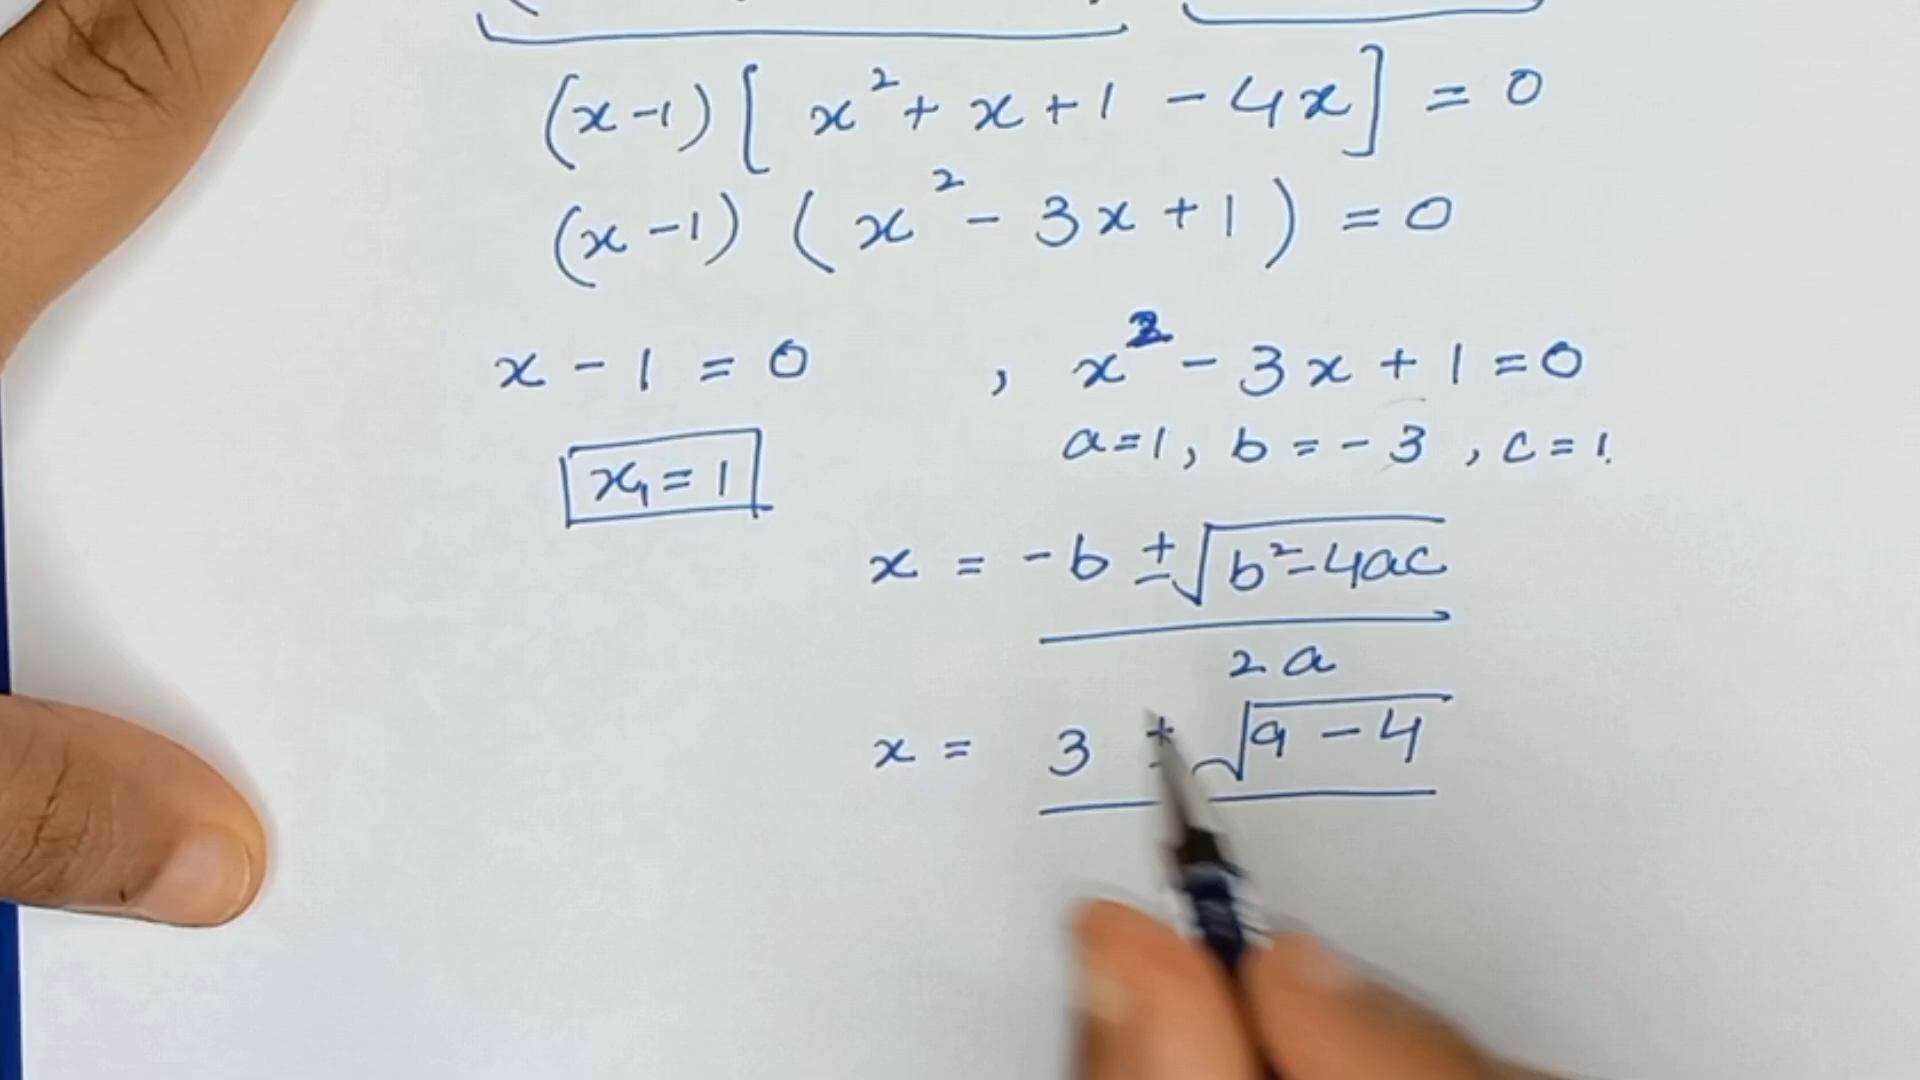 (x-1)[x²+x+1-4x]=0
(x-1)(x²-3x+1)=0
x-1=0 , x²-3x+1=0
a=1, b=-3, c=1.
x₁=1
x = -b ± √b²-4ac
2a
x = 3 ± √9-4